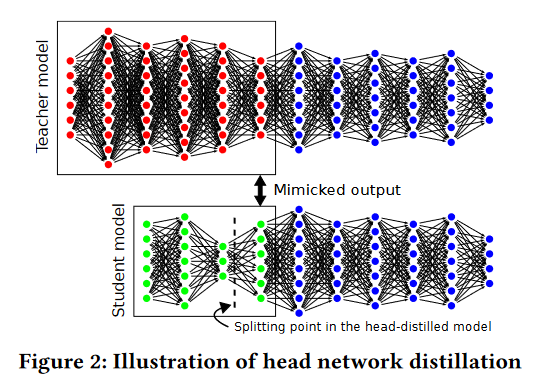 Teacher model
Mimicked output
Student model
Splitting point in the head-distilled model
Figure 2: Illustration of head network distillation